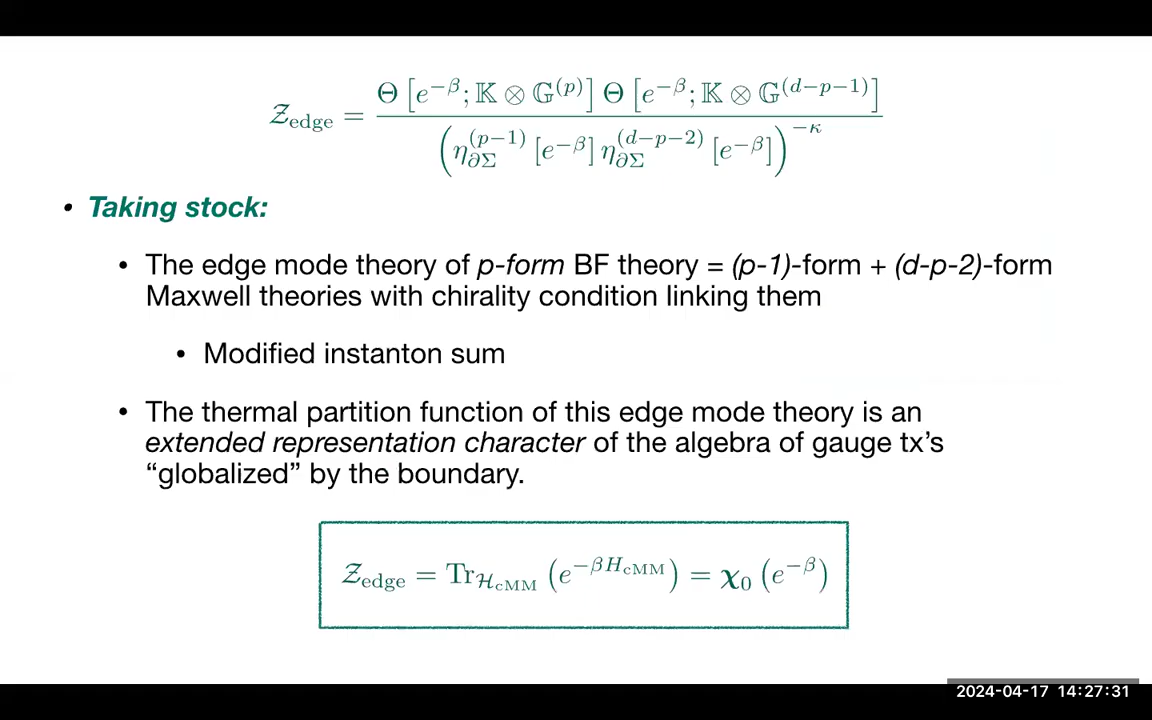 𝒵_edge = Θ[e^{−β}; 𝕂 ⊗ 𝔾^{(p)}] Θ[e^{−β}; 𝕂 ⊗ 𝔾^{(d−p−1)}] / (η_{∂Σ}^{(p−1)}[e^{−β}] η_{∂Σ}^{(d−p−2)}[e^{−β}])^{−κ}
• Taking stock:
• The edge mode theory of p-form BF theory = (p-1)-form + (d-p-2)-form
Maxwell theories with chirality condition linking them
• Modified instanton sum
• The thermal partition function of this edge mode theory is an
extended representation character of the algebra of gauge tx’s
“globalized” by the boundary.
𝒵_edge = Tr_{ℋ_cMM} (e^{−βH_cMM}) = χ_0 (e^{−β})
2024-04-17 14:27:31